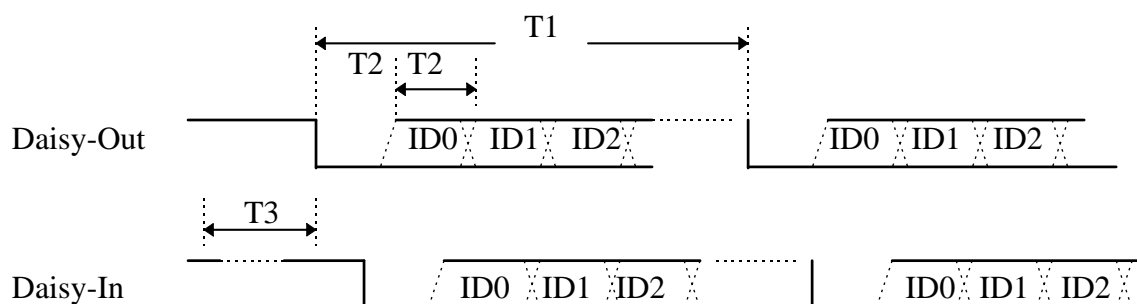 T1
T2 T2
Daisy-Out ID0 ID1 ID2 ID0 ID1 ID2
T3
Daisy-In ID0 ID1 ID2 ID0 ID1 ID2